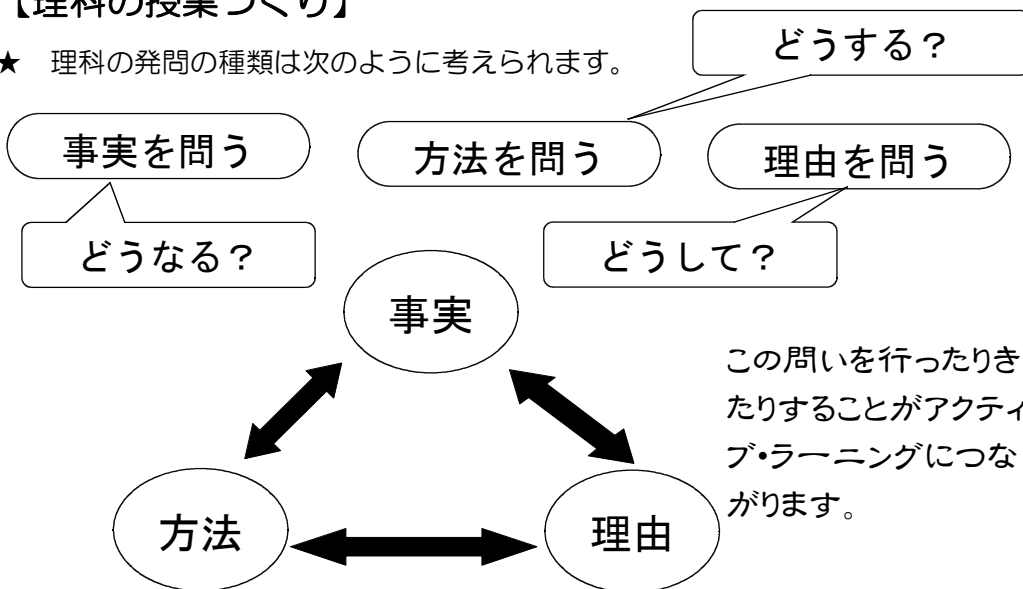 【理科の授業づくり】
★ 理科の発問の種類は次のように考えられます。
どうする？
事実を問う
方法を問う
理由を問う
どうなる？
どうして？
事実
この問いを行ったりき
たりすることがアクティ
ブ・ラーニングにつな
がります。
方法
理由